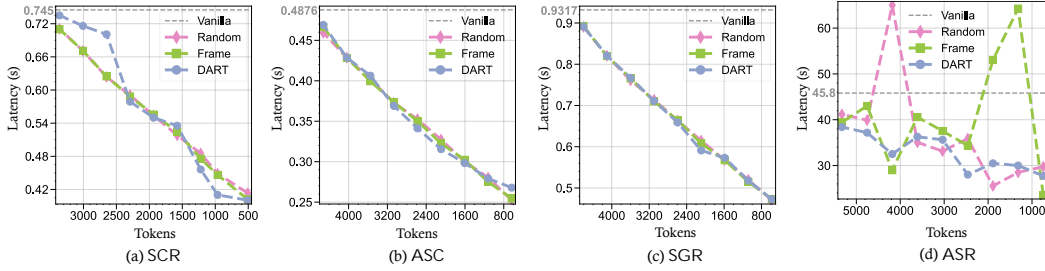 0.745
0.72
0.66
0.60
0.54
0.48
0.42
Latency (s)
Vanilla
Random
Frame
DART
3000 2500 2000 1500 1000 500
Tokens
(a) SCR
0.4876
0.45
0.40
0.35
0.30
0.25
Latency (s)
Vanilla
Random
Frame
DART
4000 3200 2400 1600 800
Tokens
(b) ASC
0.9317
0.9
0.8
0.7
0.6
0.5
Latency (s)
Vanilla
Random
Frame
DART
4000 3200 2400 1600 800
Tokens
(c) SGR
60
50
45.8
40
30
Latency (s)
Vanilla
Random
Frame
DART
5000 4000 3000 2000 1000
Tokens
(d) ASR